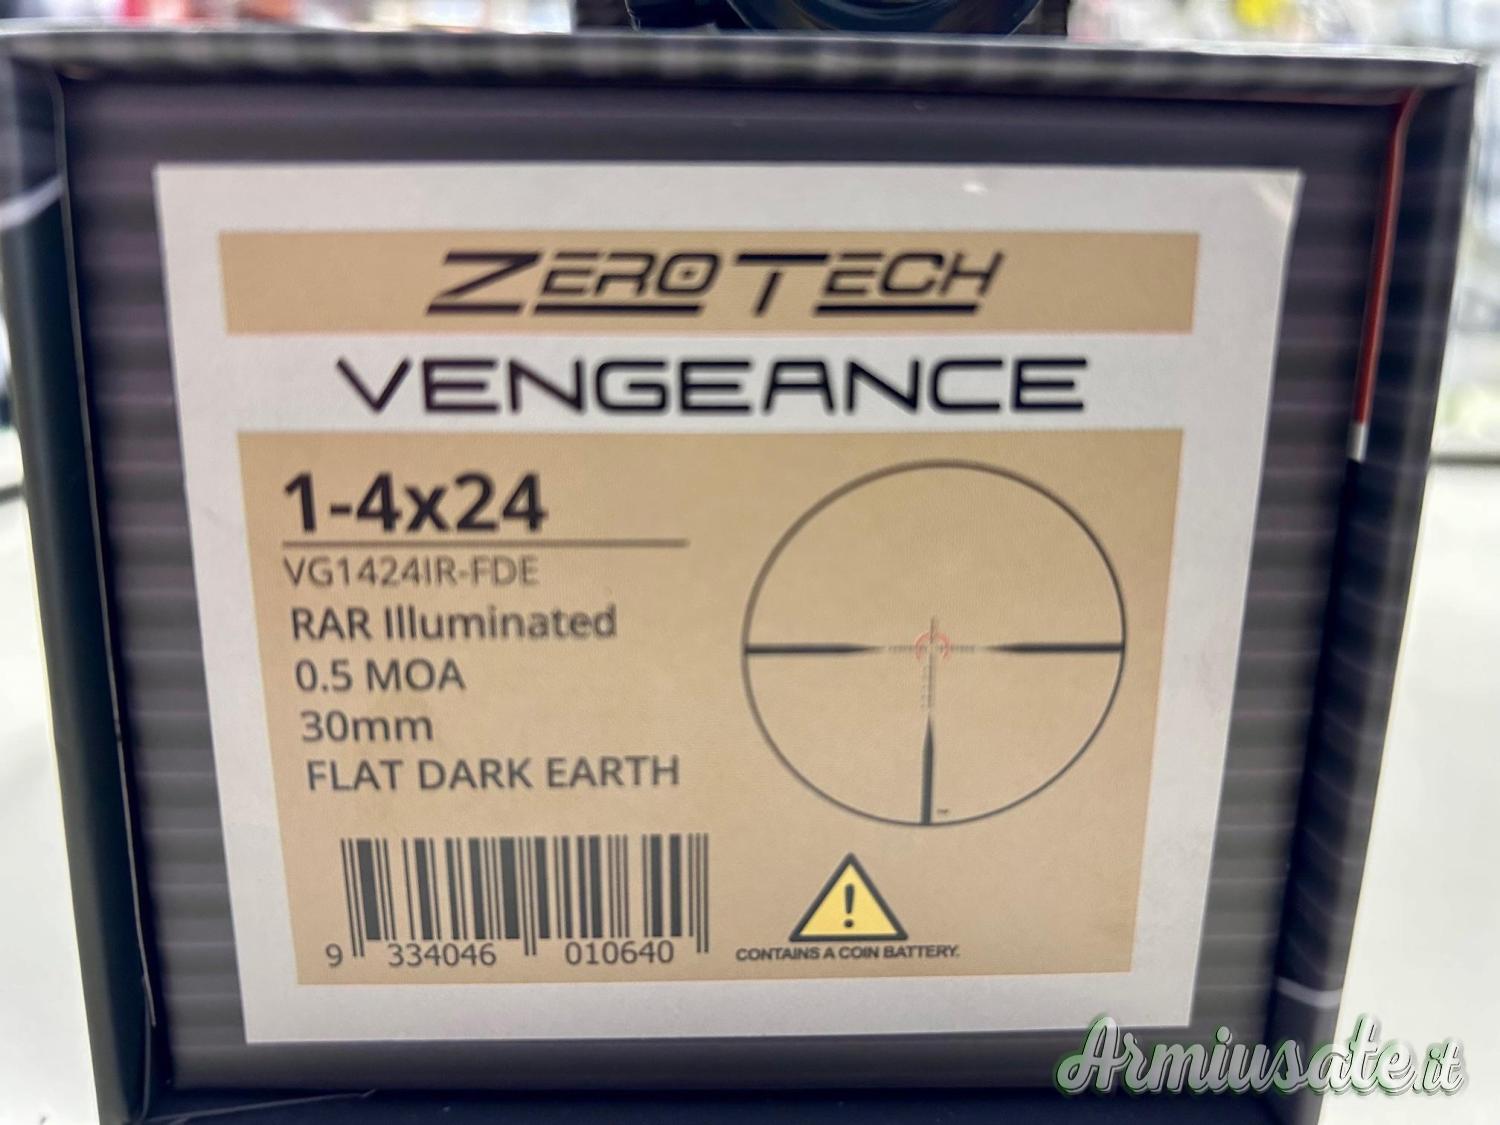 ZEROTECH
VENGEANCE
1-4x24
VG1424IR-FDE
RAR Illuminated
0.5 MOA
30mm
FLAT DARK EARTH
9 334046 010640
CONTAINS A COIN BATTERY.
Armiusate.it